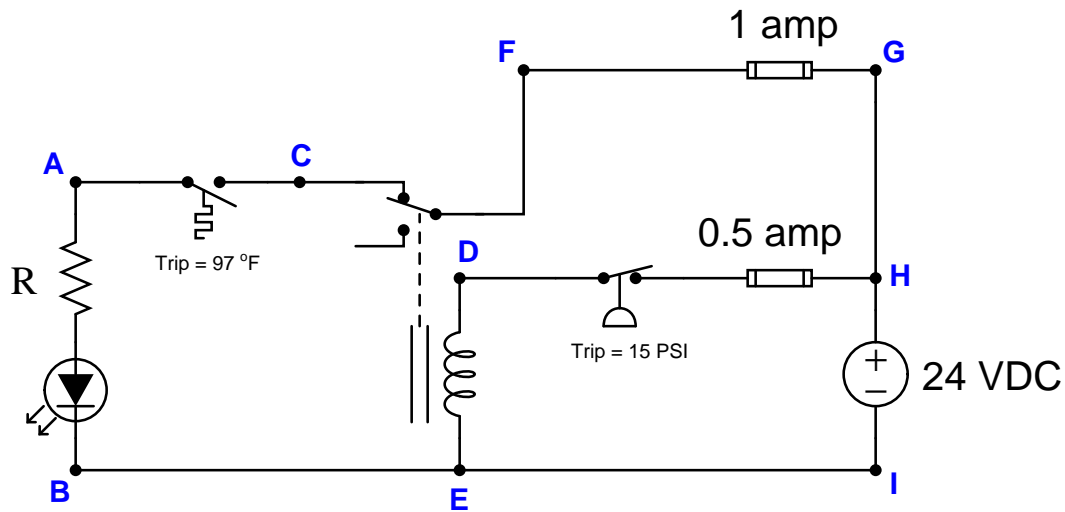 1 amp
F
G
A
C
D
0.5 amp
Trip = 97 °F
R
H
Trip = 15 PSI
+
−
24 VDC
B
E
I